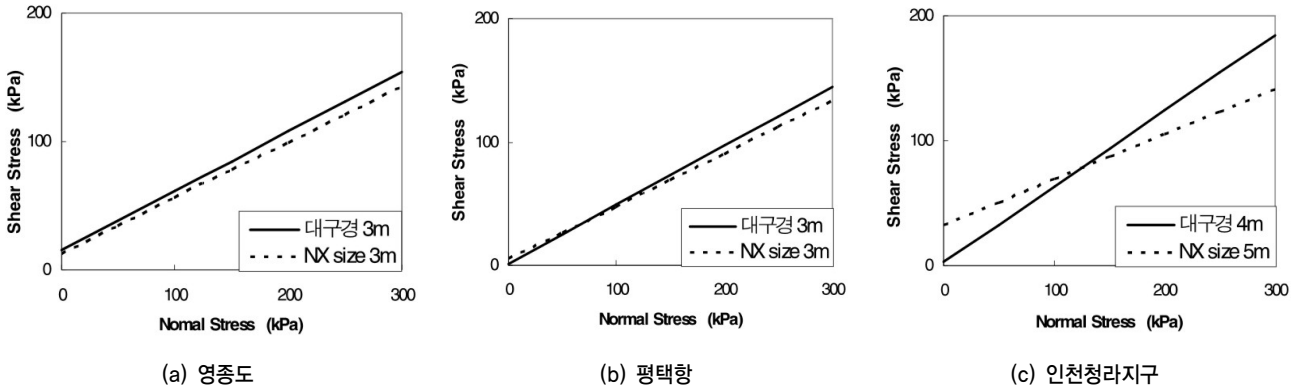 200
Shear Stress (kPa)
100
0
대구경 3m
NX size 3m
0 100 200 300
Nomal Stress (kPa)
(a) 영종도
200
Shear Stress (kPa)
100
0
대구경 3m
NX size 3m
0 100 200 300
Normal Stress (kPa)
(b) 평택항
200
Shear Stress (kPa)
100
0
대구경 4m
NX size 5m
0 100 200 300
Normal Stress (kPa)
(c) 인천청라지구